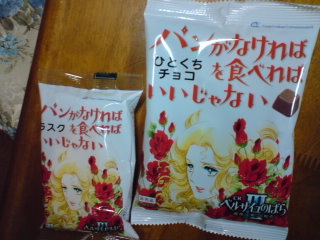 パンがなければ
ラスク
を食べれば
いいじゃない
パンがなければ
ひとくち
チョコ
を食べれば
いいじゃない
ベルサイユのばら